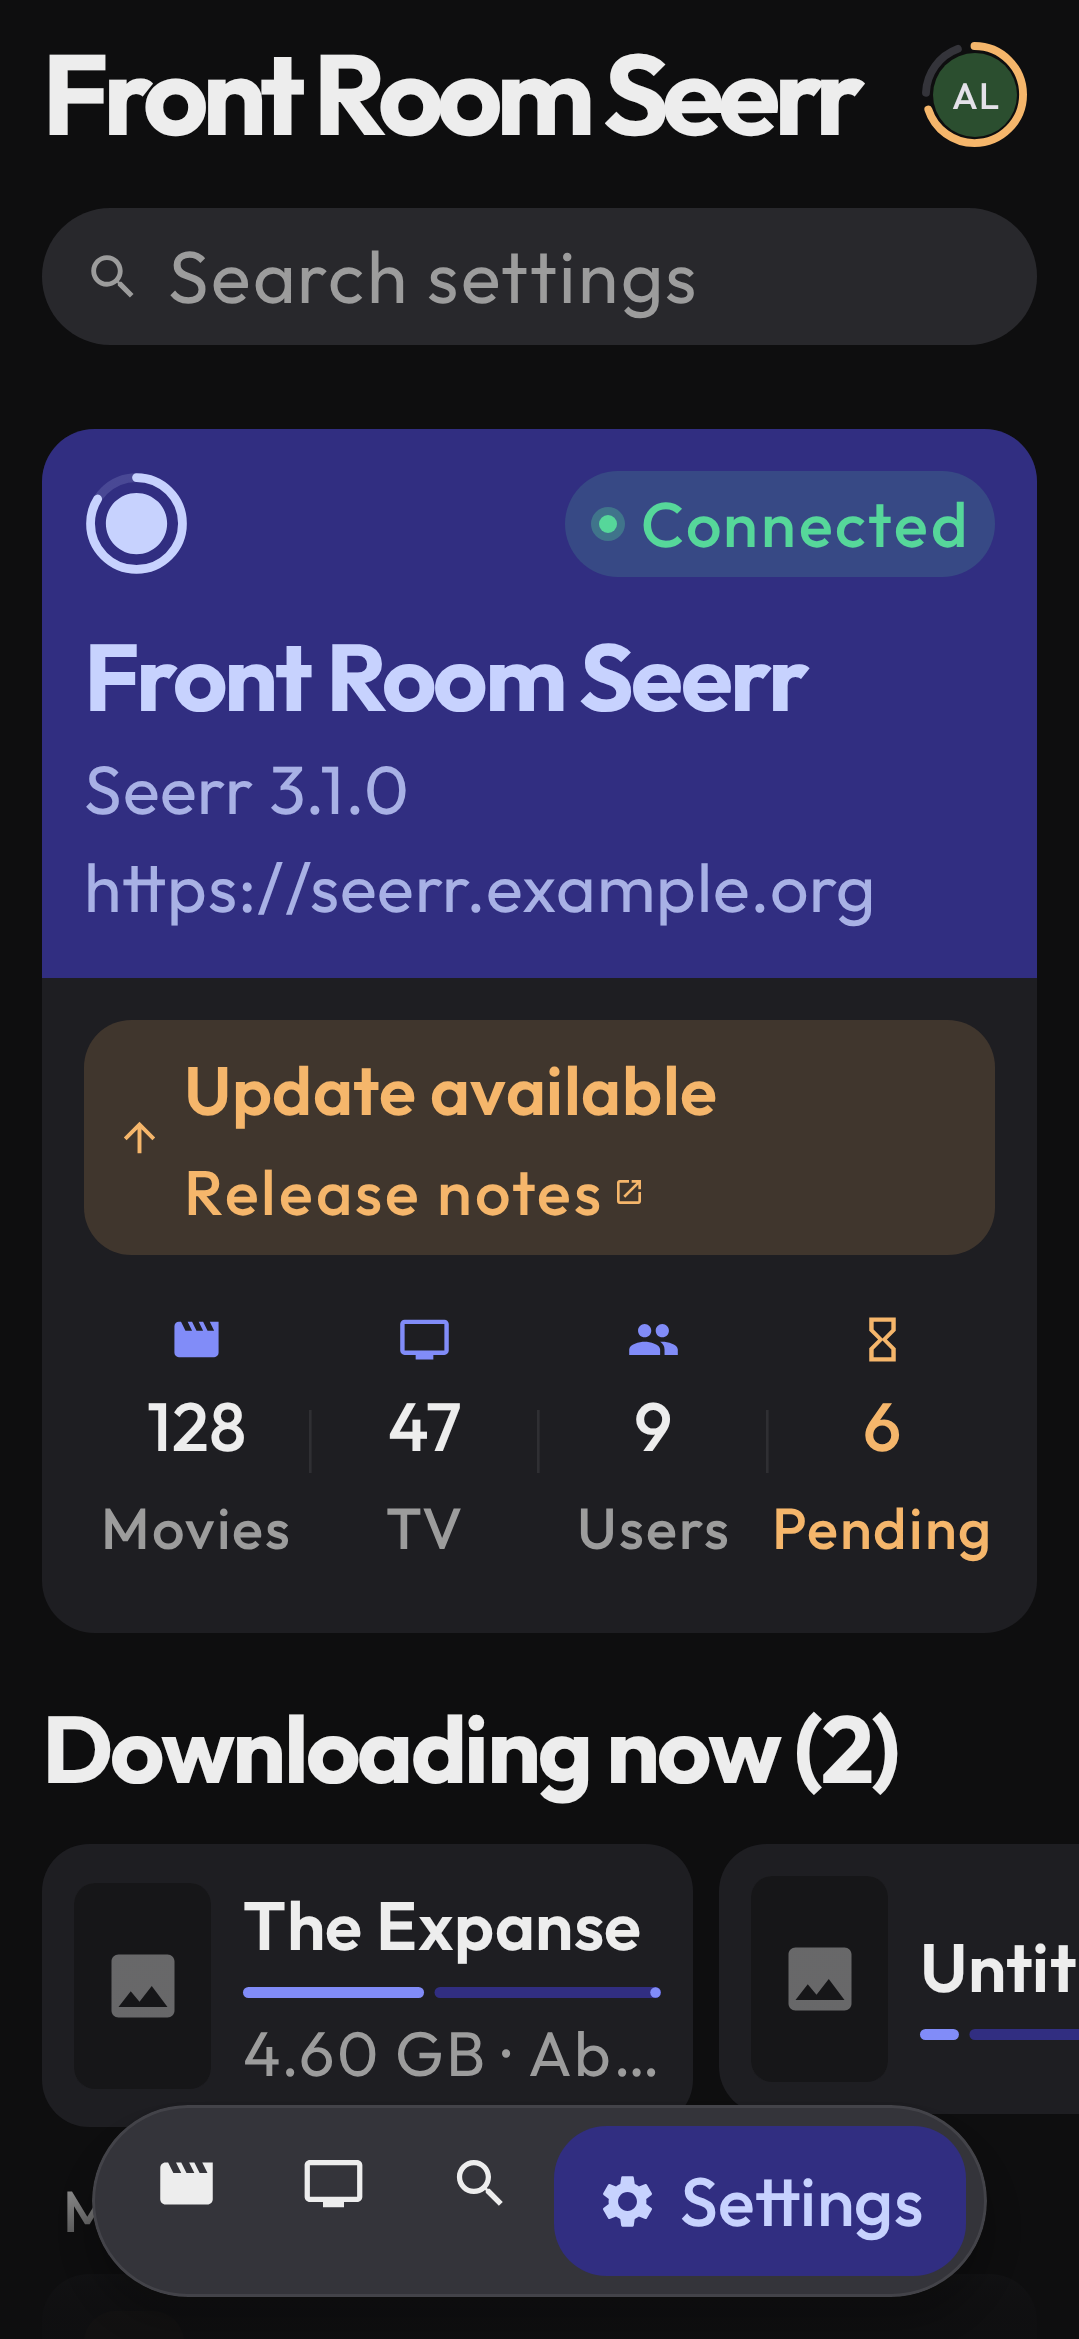 Front Room Seerr
AL
Search settings
Connected
Front Room Seerr
Seerr 3.1.0
https://seerr.example.org
Update available
Release notes
128
47
9
6
Movies
TV
Users
Pending
Downloading now (2)
The Expanse
Untit
4.60 GB · Ab...
Settings